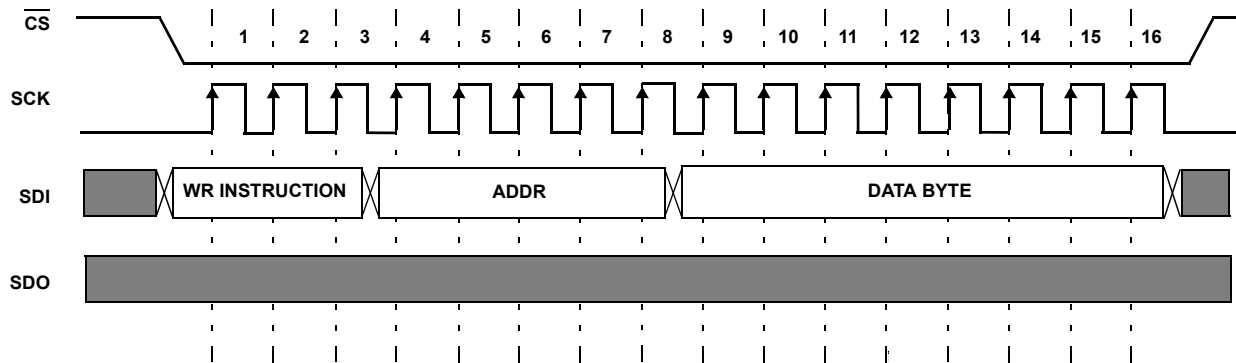 CS
1 2 3 4 5 6 7 8 9 10 11 12 13 14 15 16
SCK
SDI WR INSTRUCTION ADDR DATA BYTE
SDO